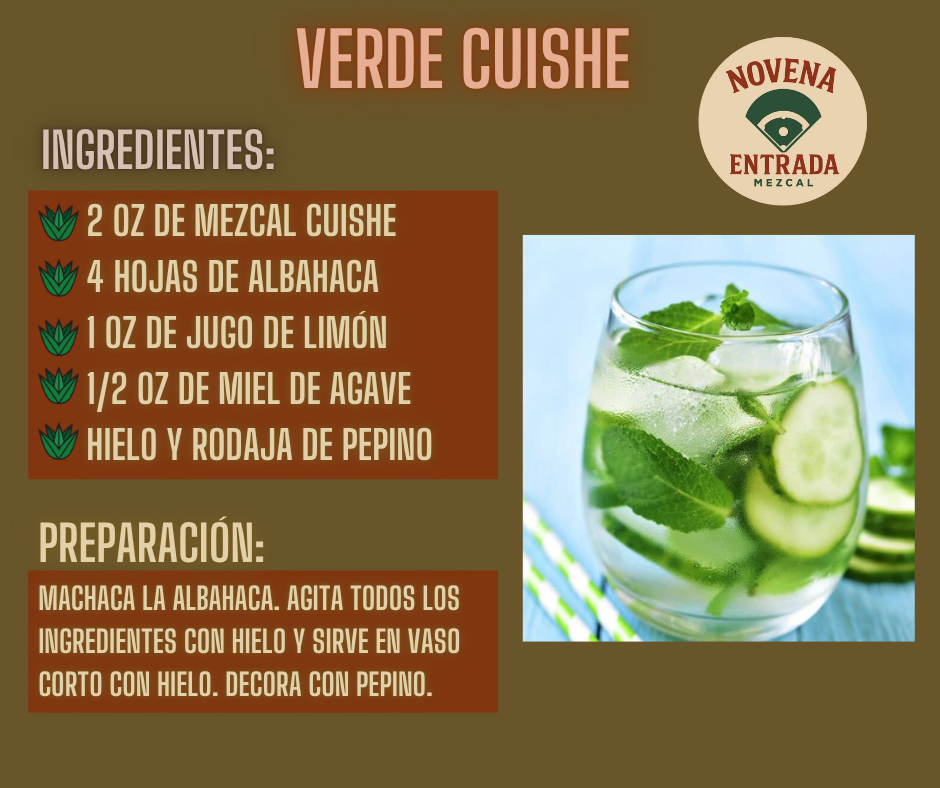 VERDE CUISHE
NOVENA
ENTRADA
MEZCAL
INGREDIENTES:
2 OZ DE MEZCAL CUISHE
4 HOJAS DE ALBAHACA
1 OZ DE JUGO DE LIMÓN
1/2 OZ DE MIEL DE AGAVE
HIELO Y RODAJA DE PEPINO
PREPARACIÓN:
MACHACA LA ALBAHACA. AGITA TODOS LOS
INGREDIENTES CON HIELO Y SIRVE EN VASO
CORTO CON HIELO. DECORA CON PEPINO.